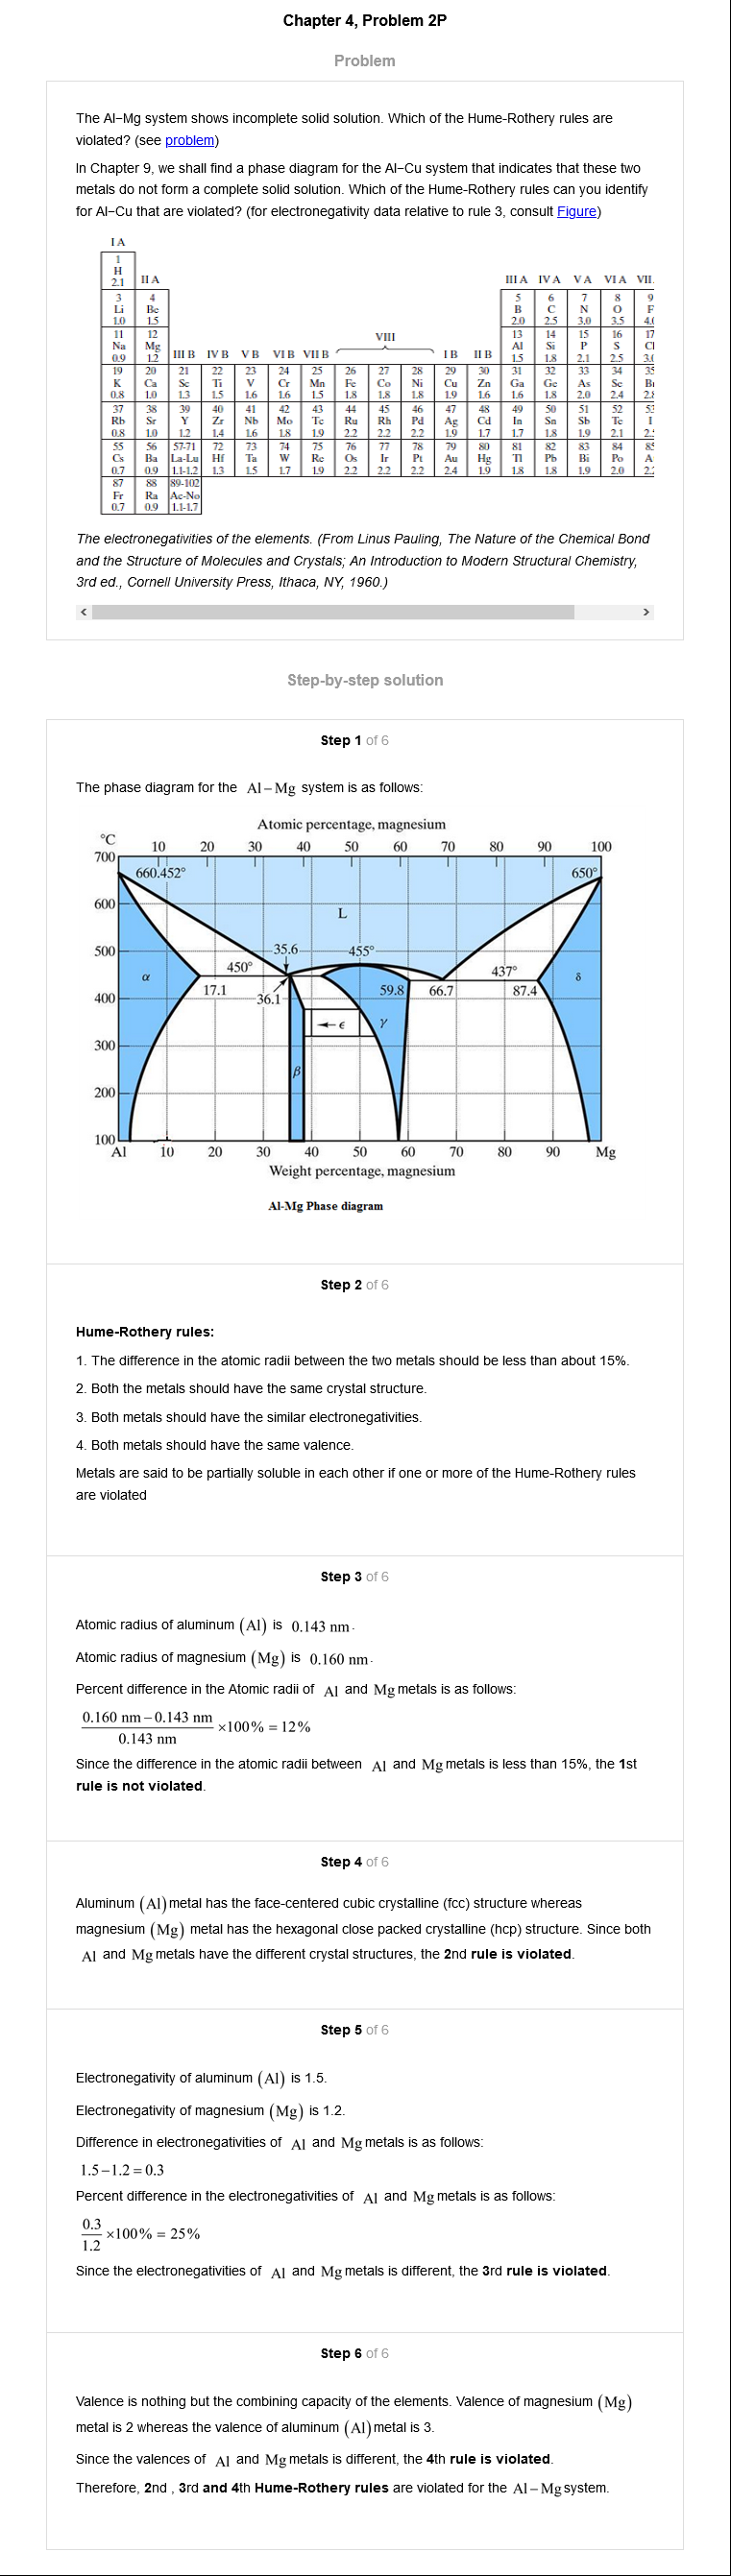 Chapter 4, Problem 2P
Problem
The Al–Mg system shows incomplete solid solution. Which of the Hume-Rothery rules are
violated? (see problem)
In Chapter 9, we shall find a phase diagram for the Al–Cu system that indicates that these two
metals do not form a complete solid solution. Which of the Hume-Rothery rules can you identify
for Al–Cu that are violated? (for electronegativity data relative to rule 3, consult Figure)
I A
1
H II A III A IV A V A VI A VII.
2.1
3 4 5 6 7 8 9
Li Be B C N O F
1.0 1.5 2.0 2.5 3.0 3.5 4.0
11 12 VIII 13 14 15 16 17
Na Mg Al Si P S Cl
0.9 1.2 III B IV B V B VI B VII B I B II B 1.5 1.8 2.1 2.5 3.0
19 20 21 22 23 24 25 26 27 28 29 30 31 32 33 34 35
K Ca Sc Ti V Cr Mn Fe Co Ni Cu Zn Ga Ge As Se Br
0.8 1.0 1.3 1.5 1.6 1.6 1.5 1.8 1.8 1.8 1.9 1.6 1.6 1.8 2.0 2.4 2.8
37 38 39 40 41 42 43 44 45 46 47 48 49 50 51 52 53
Rb Sr Y Zr Nb Mo Tc Ru Rh Pd Ag Cd In Sn Sb Te I
0.8 1.0 1.2 1.4 1.6 1.8 1.9 2.2 2.2 2.2 1.9 1.7 1.7 1.8 1.9 2.1
55 56 57-71 72 73 74 75 76 77 78 79 80 81 82 83 84 85
Cs Ba La-Lu Hf Ta W Re Os Ir Pt Au Hg Tl Pb Bi Po A
0.7 0.9 1.1-1.2 1.3 1.5 1.7 1.9 2.2 2.2 2.2 2.4 1.9 1.8 1.8 1.9 2.0
87 88 89-102
Fr Ra Ac-No
0.7 0.9 1.1-1.7
The electronegativities of the elements. (From Linus Pauling, The Nature of the Chemical Bond
and the Structure of Molecules and Crystals; An Introduction to Modern Structural Chemistry,
3rd ed., Cornell University Press, Ithaca, NY, 1960.)
Step-by-step solution
Step 1 of 6
The phase diagram for the Al – Mg system is as follows:
Atomic percentage, magnesium
°C 10 20 30 40 50 60 70 80 90 100
700
660.452° 650°
600
L
500 35.6 455°
450° 437°
α δ
400 17.1 36.1 59.8 66.7 87.4
ϵ γ
300
β
200
100
Al 10 20 30 40 50 60 70 80 90 Mg
Weight percentage, magnesium
Al-Mg Phase diagram
Step 2 of 6
Hume-Rothery rules:
1. The difference in the atomic radii between the two metals should be less than about 15%.
2. Both the metals should have the same crystal structure.
3. Both metals should have the similar electronegativities.
4. Both metals should have the same valence.
Metals are said to be partially soluble in each other if one or more of the Hume-Rothery rules
are violated
Step 3 of 6
Atomic radius of aluminum (Al) is 0.143 nm.
Atomic radius of magnesium (Mg) is 0.160 nm.
Percent difference in the Atomic radii of Al and Mg metals is as follows:
0.160 nm – 0.143 nm
×100% = 12%
0.143 nm
Since the difference in the atomic radii between Al and Mg metals is less than 15%, the 1st
rule is not violated.
Step 4 of 6
Aluminum (Al) metal has the face-centered cubic crystalline (fcc) structure whereas
magnesium (Mg) metal has the hexagonal close packed crystalline (hcp) structure. Since both
Al and Mg metals have the different crystal structures, the 2nd rule is violated.
Step 5 of 6
Electronegativity of aluminum (Al) is 1.5.
Electronegativity of magnesium (Mg) is 1.2.
Difference in electronegativities of Al and Mg metals is as follows:
1.5 – 1.2 = 0.3
Percent difference in the electronegativities of Al and Mg metals is as follows:
0.3
×100% = 25%
1.2
Since the electronegativities of Al and Mg metals is different, the 3rd rule is violated.
Step 6 of 6
Valence is nothing but the combining capacity of the elements. Valence of magnesium (Mg)
metal is 2 whereas the valence of aluminum (Al) metal is 3.
Since the valences of Al and Mg metals is different, the 4th rule is violated.
Therefore, 2nd , 3rd and 4th Hume-Rothery rules are violated for the Al – Mg system.